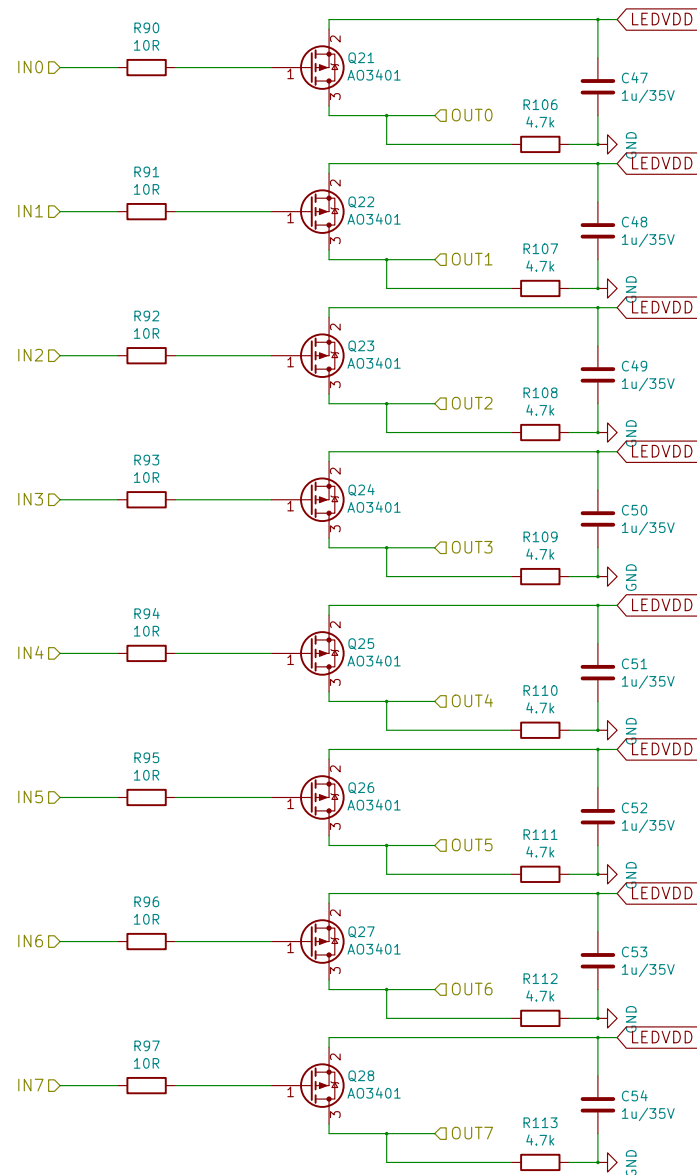 R90
10R
IN0
1
2
3
Q21
AO3401
OUT0
R106
4.7k
LEDVDD
C47
1u/35V
GND
R91
10R
IN1
1
2
3
Q22
AO3401
OUT1
R107
4.7k
LEDVDD
C48
1u/35V
GND
R92
10R
IN2
1
2
3
Q23
AO3401
OUT2
R108
4.7k
LEDVDD
C49
1u/35V
GND
R93
10R
IN3
1
2
3
Q24
AO3401
OUT3
R109
4.7k
LEDVDD
C50
1u/35V
GND
R94
10R
IN4
1
2
3
Q25
AO3401
OUT4
R110
4.7k
LEDVDD
C51
1u/35V
GND
R95
10R
IN5
1
2
3
Q26
AO3401
OUT5
R111
4.7k
LEDVDD
C52
1u/35V
GND
R96
10R
IN6
1
2
3
Q27
AO3401
OUT6
R112
4.7k
LEDVDD
C53
1u/35V
GND
R97
10R
IN7
1
2
3
Q28
AO3401
OUT7
R113
4.7k
LEDVDD
C54
1u/35V
GND